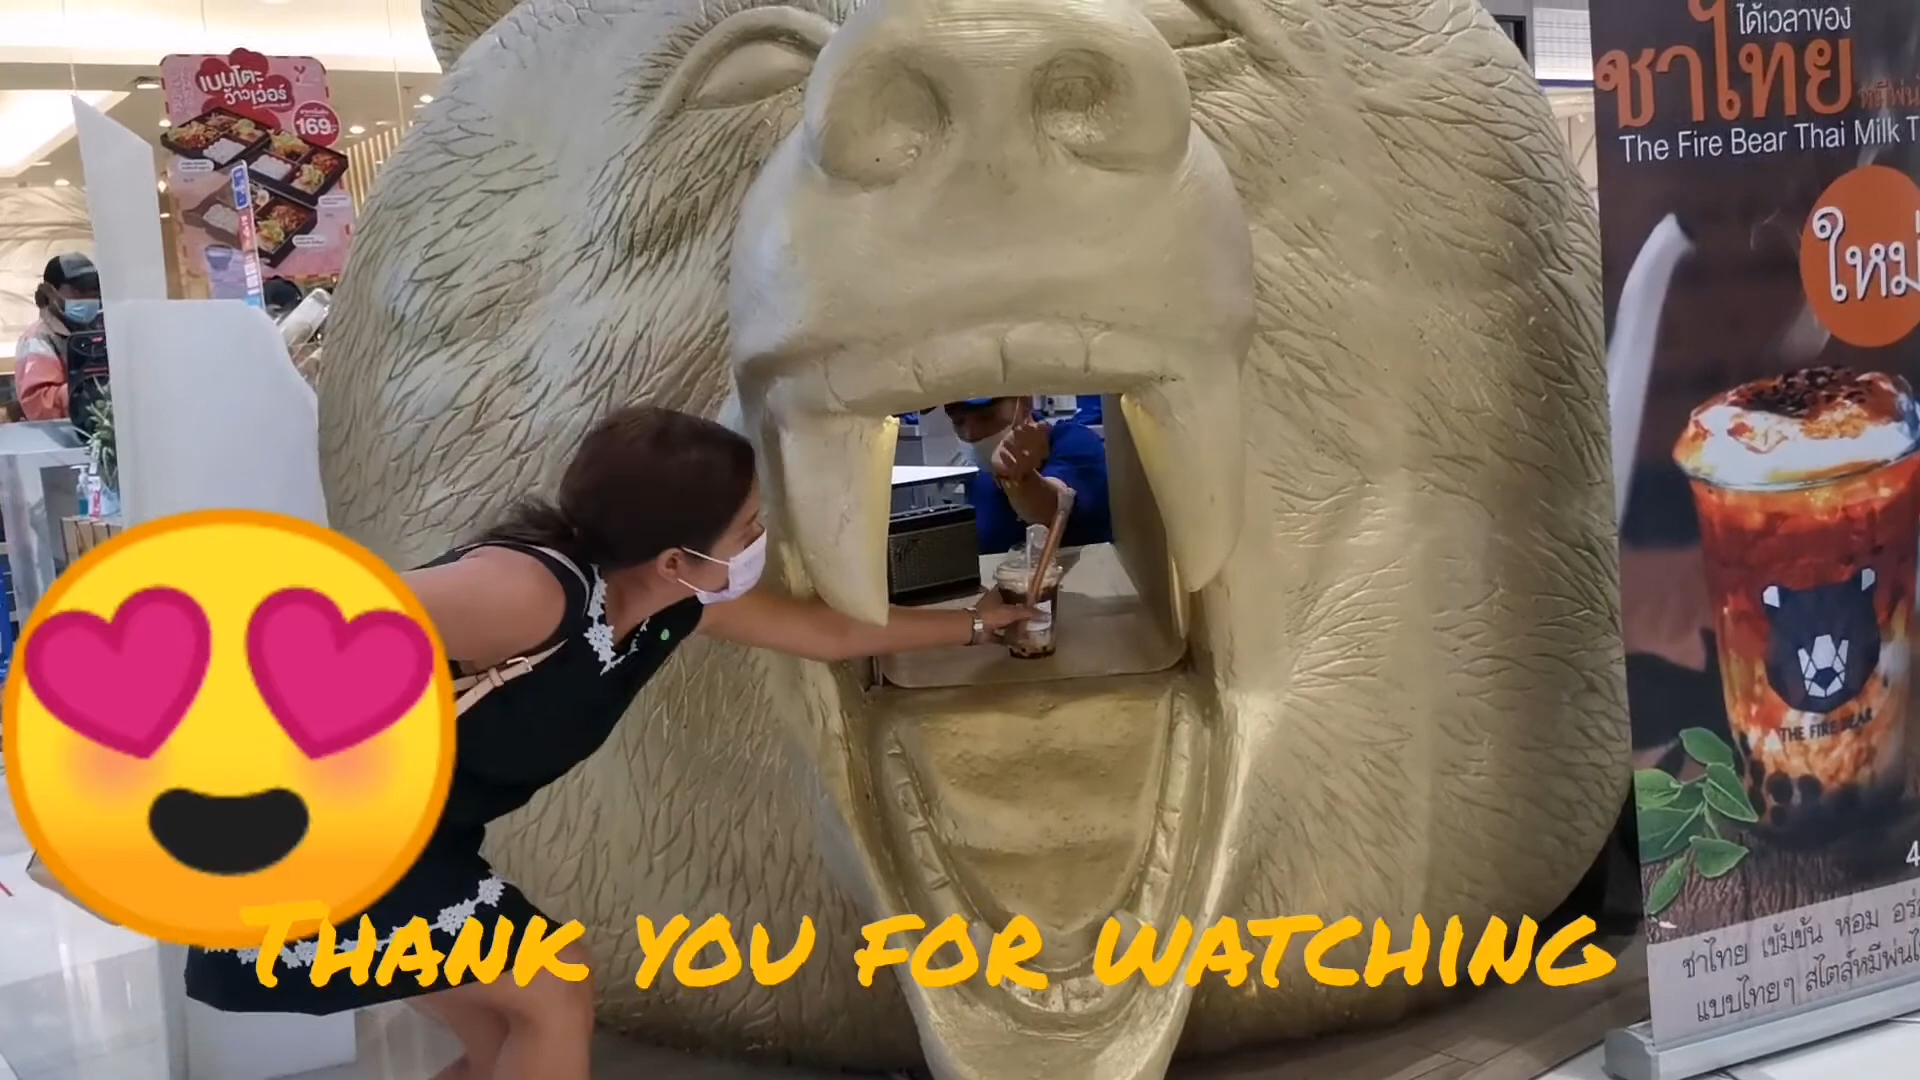 เบนโตะ
ว้าวเว่อร์
169
ได้เวลาของ
ชาไทย
The Fire Bear Thai Milk
ใหม่
THE FIRE BEAR
4
ชาไทย เข้มข้น หอม
แบบไทยๆ สไตล์หมีพ่นไ
Thank you for watching